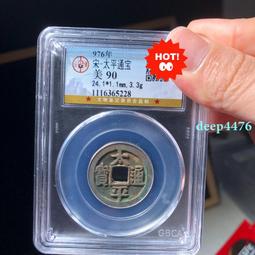 976年
宋·太平通宝
美 90
24.1*1.1mm,3.3g
1116365228
HOT!
deep4476
太
平
通
寳
GBCA